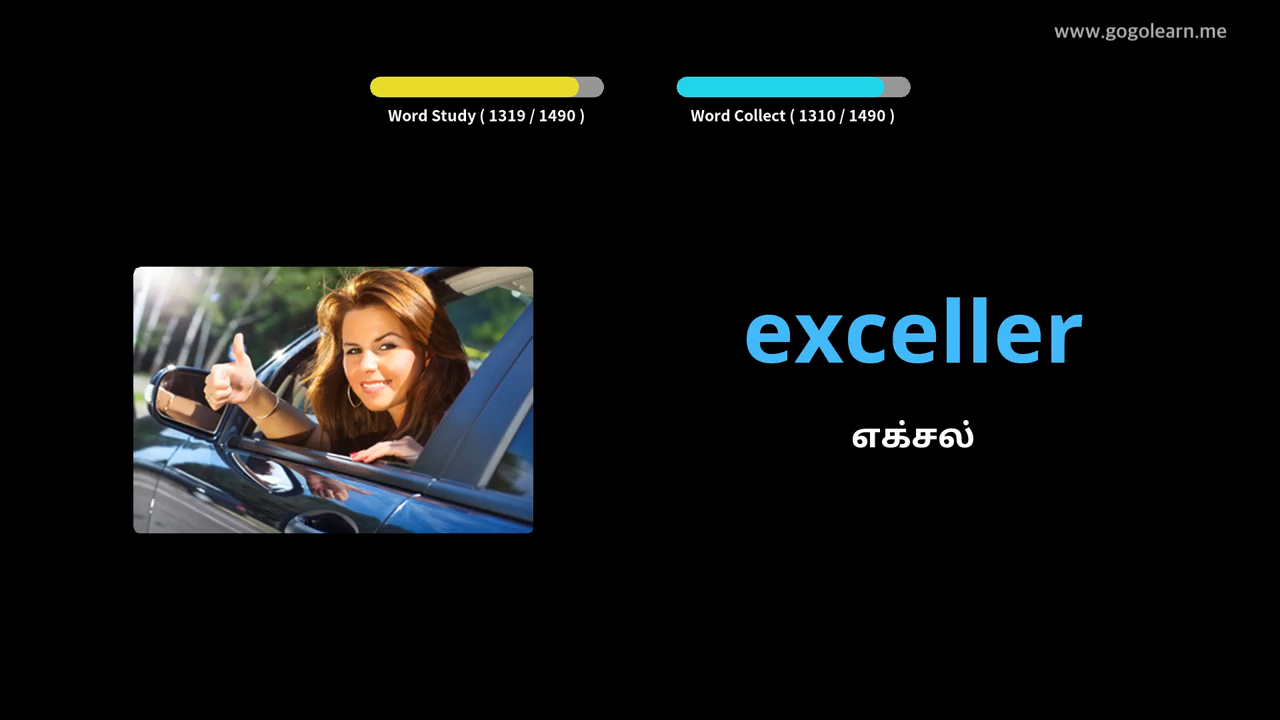 www.gogolearn.me
Word Study ( 1319 / 1490 )
Word Collect ( 1310 / 1490 )
exceller
எக்சல்